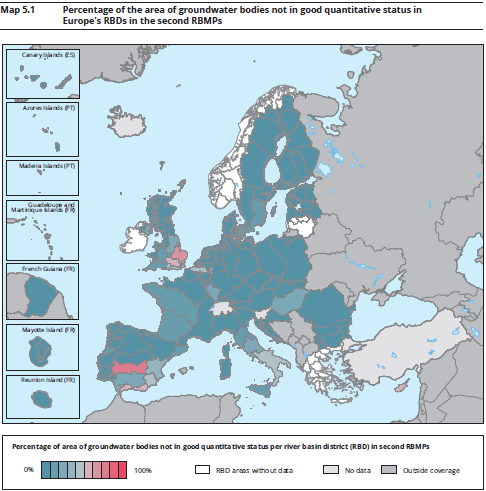 Map 5.1 Percentage of the area of groundwater bodies not in good quantitative status in
Europe's RBDs in the second RBMPs
Canary Islands (ES)
Azores Islands (PT)
Madeira Islands (PT)
Guadeloupe and
Martinique Islands (FR)
French Guiana (FR)
Mayotte Island (FR)
Reunion Island (FR)
Percentage of area of groundwater bodies not in good quantitative status per river basin district (RBD) in second RBMPs
0% 100% RBD areas without data No data Outside coverage